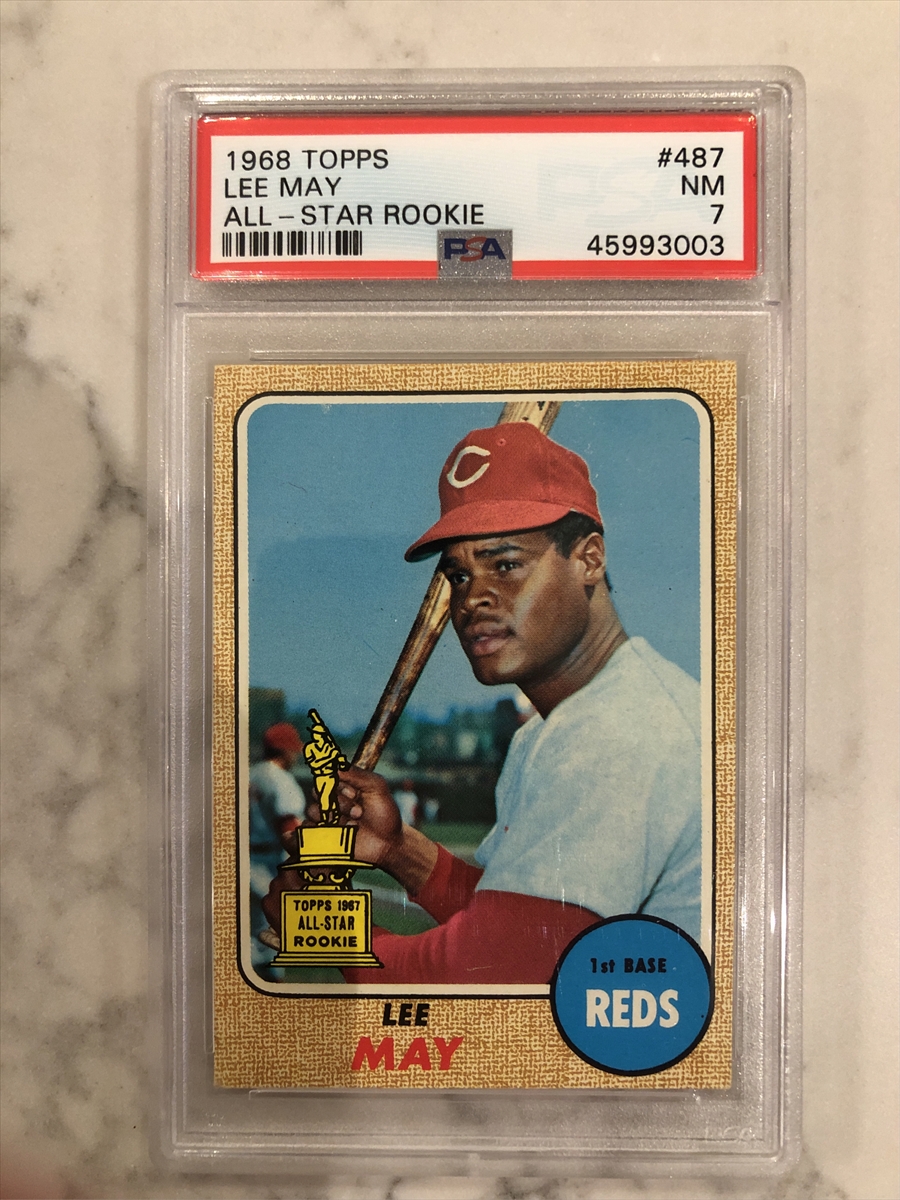 1968 TOPPS #487
LEE MAY NM
ALL-STAR ROOKIE 7
PSA 45993003
C
TOPPS 1967
ALL-STAR
ROOKIE
1st BASE
REDS
LEE
MAY